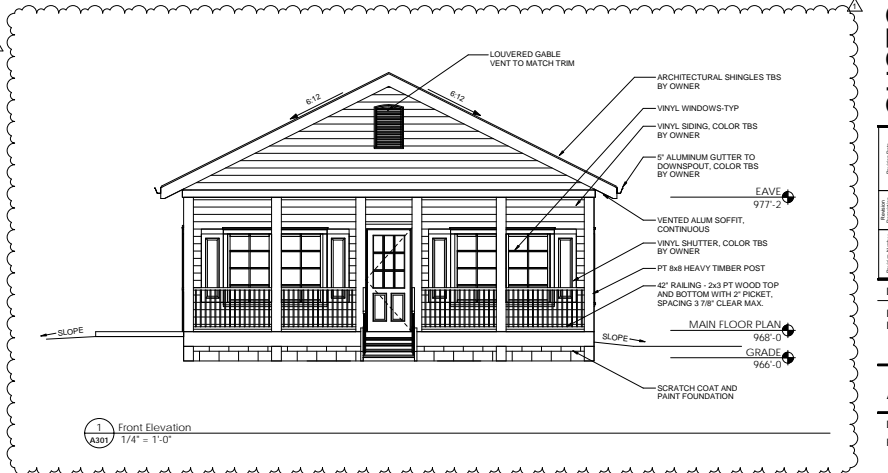 1
LOUVERED GABLE
VENT TO MATCH TRIM
6:12
6:12
ARCHITECTURAL SHINGLES TBS
BY OWNER
VINYL WINDOWS-TYP
VINYL SIDING, COLOR TBS
BY OWNER
5" ALUMINUM GUTTER TO
DOWNSPOUT, COLOR TBS
BY OWNER
EAVE
977'-2
VENTED ALUM SOFFIT,
CONTINUOUS
VINYL SHUTTER, COLOR TBS
BY OWNER
PT 8x8 HEAVY TIMBER POST
42" RAILING - 2x3 PT WOOD TOP
AND BOTTOM WITH 2" PICKET,
SPACING 3 7/8" CLEAR MAX.
SLOPE
SLOPE
MAIN FLOOR PLAN
968'-0
GRADE
966'-0
SCRATCH COAT AND
PAINT FOUNDATION
1
A301
Front Elevation
1/4" = 1'-0"
Revision